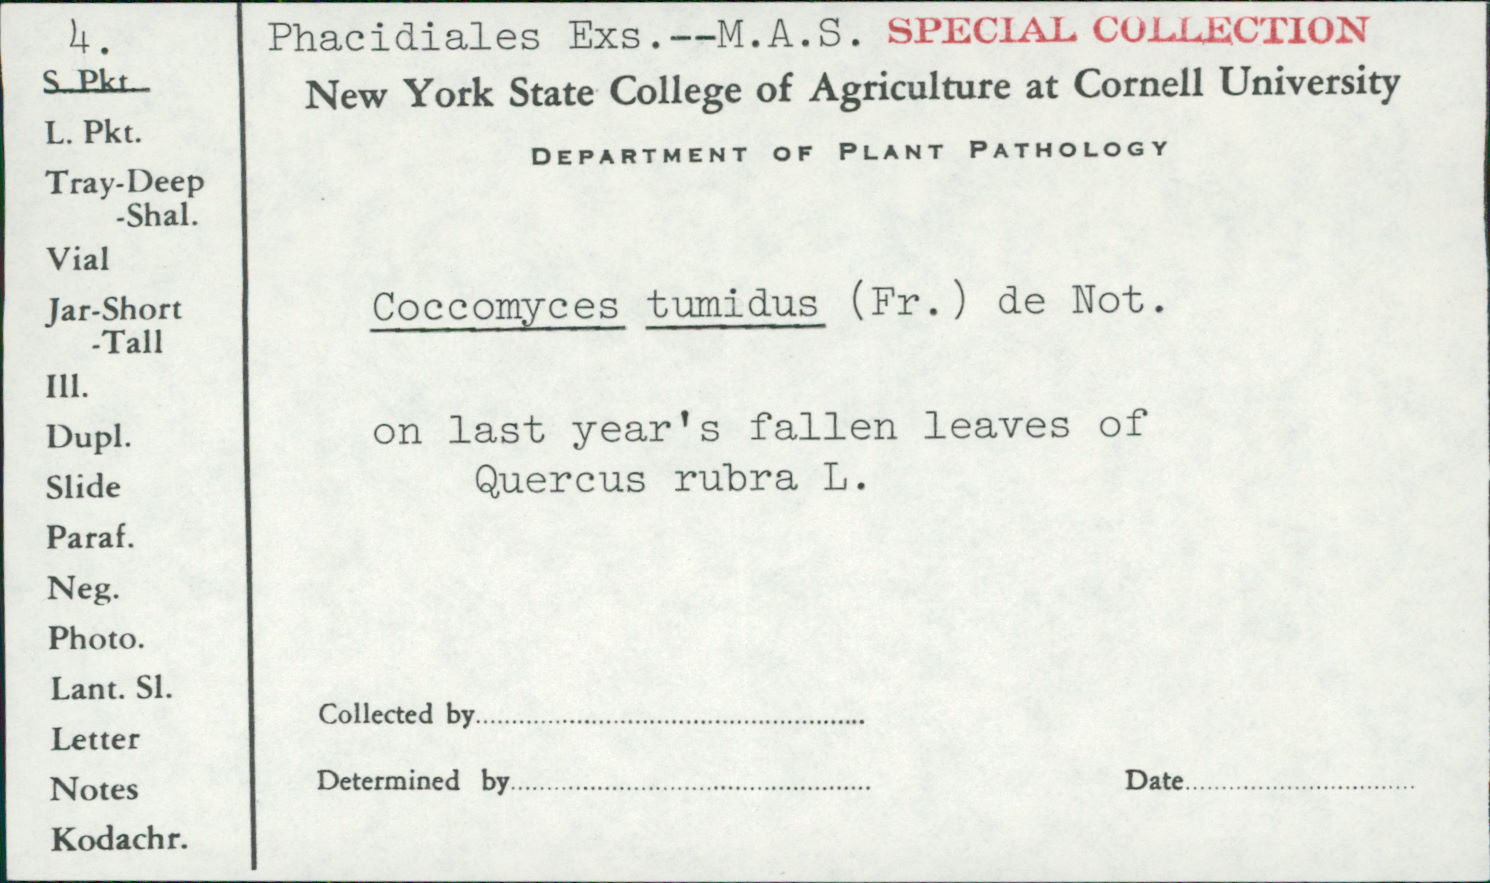 4.
S. Pkt.
L. Pkt.
Tray-Deep
-Shal.
Vial
Jar-Short
-Tall
Ill.
Dupl.
Slide
Paraf.
Neg.
Photo.
Lant. Sl.
Letter
Notes
Kodachr.
Phacidiales Exs.--M.A.S. SPECIAL COLLECTION
New York State College of Agriculture at Cornell University
DEPARTMENT OF PLANT PATHOLOGY
Coccomyces tumidus (Fr.) de Not.
on last year's fallen leaves of
Quercus rubra L.
Collected by
Determined by
Date